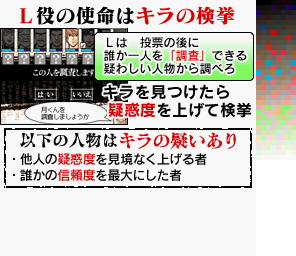 L役の使命はキラの検挙
この人を調査します
はい
いいえ
月くんを
調査しましょうか
Lは 投票の後に
誰か一人を「調査」できる
疑わしい人物から調べろ
キラを見つけたら
疑惑度を上げて検挙
以下の人物はキラの疑いあり
・他人の疑惑度を見境なく上げる者
・誰かの信頼度を最大にした者